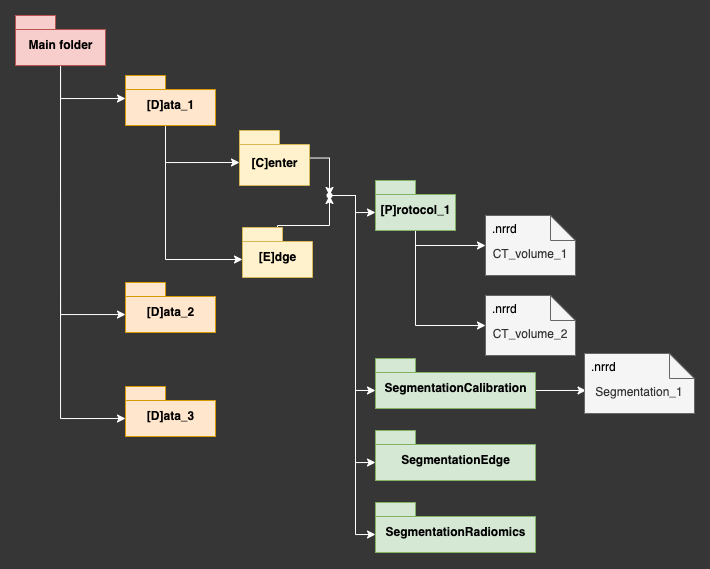 Main folder
[D]ata_1
[C]enter
[E]dge
[P]rotocol_1
.nrrd
CT_volume_1
.nrrd
CT_volume_2
[D]ata_2
SegmentationCalibration
.nrrd
Segmentation_1
[D]ata_3
SegmentationEdge
SegmentationRadiomics